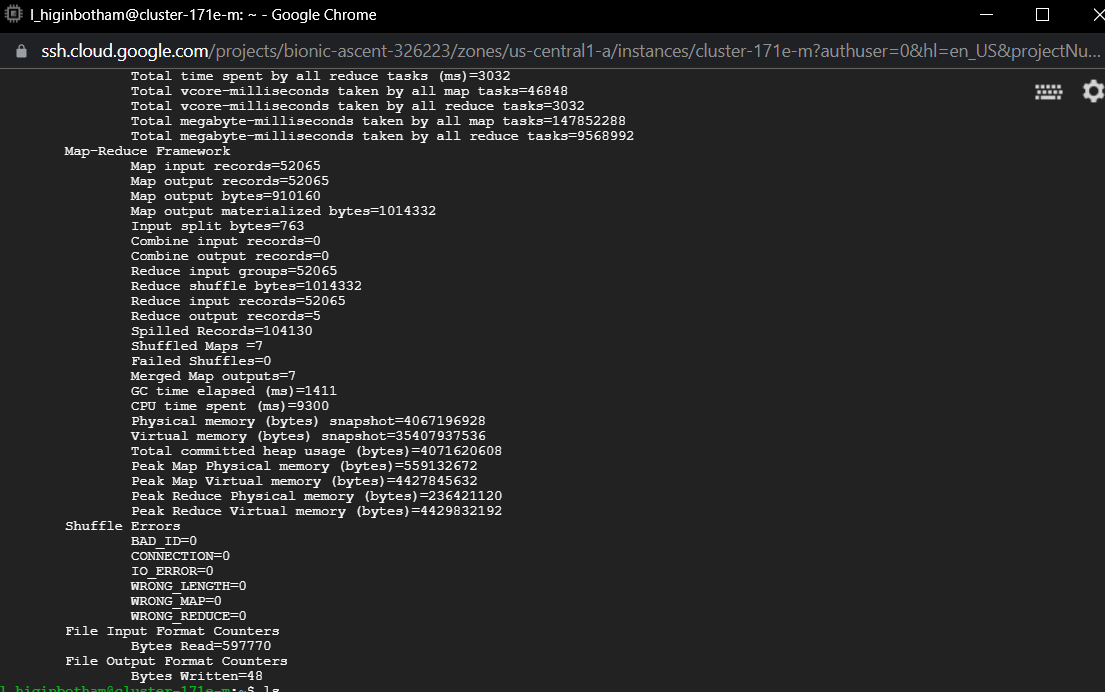 l_higinbotham@cluster-171e-m: ~ - Google Chrome
ssh.cloud.google.com/projects/bionic-ascent-326223/zones/us-central1-a/instances/cluster-171e-m?authuser=0&hl=en_US&projectNu...
Total time spent by all reduce tasks (ms)=3032
Total vcore-milliseconds taken by all map tasks=46848
Total vcore-milliseconds taken by all reduce tasks=3032
Total megabyte-milliseconds taken by all map tasks=147852288
Total megabyte-milliseconds taken by all reduce tasks=9568992
Map-Reduce Framework
Map input records=52065
Map output records=52065
Map output bytes=910160
Map output materialized bytes=1014332
Input split bytes=763
Combine input records=0
Combine output records=0
Reduce input groups=52065
Reduce shuffle bytes=1014332
Reduce input records=52065
Reduce output records=5
Spilled Records=104130
Shuffled Maps =7
Failed Shuffles=0
Merged Map outputs=7
GC time elapsed (ms)=1411
CPU time spent (ms)=9300
Physical memory (bytes) snapshot=4067196928
Virtual memory (bytes) snapshot=35407937536
Total committed heap usage (bytes)=4071620608
Peak Map Physical memory (bytes)=559132672
Peak Map Virtual memory (bytes)=4427845632
Peak Reduce Physical memory (bytes)=236421120
Peak Reduce Virtual memory (bytes)=4429832192
Shuffle Errors
BAD_ID=0
CONNECTION=0
IO_ERROR=0
WRONG_LENGTH=0
WRONG_MAP=0
WRONG_REDUCE=0
File Input Format Counters
Bytes Read=597770
File Output Format Counters
Bytes Written=48
l_higinbotham@cluster-171e-m:~$ ls